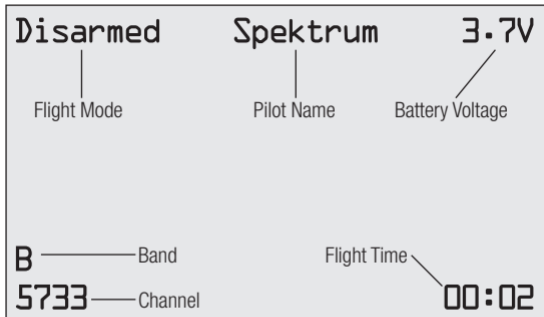 Disarmed Spektrum 3.7V
Flight Mode Pilot Name Battery Voltage
B Band Flight Time
5733 Channel 00:02